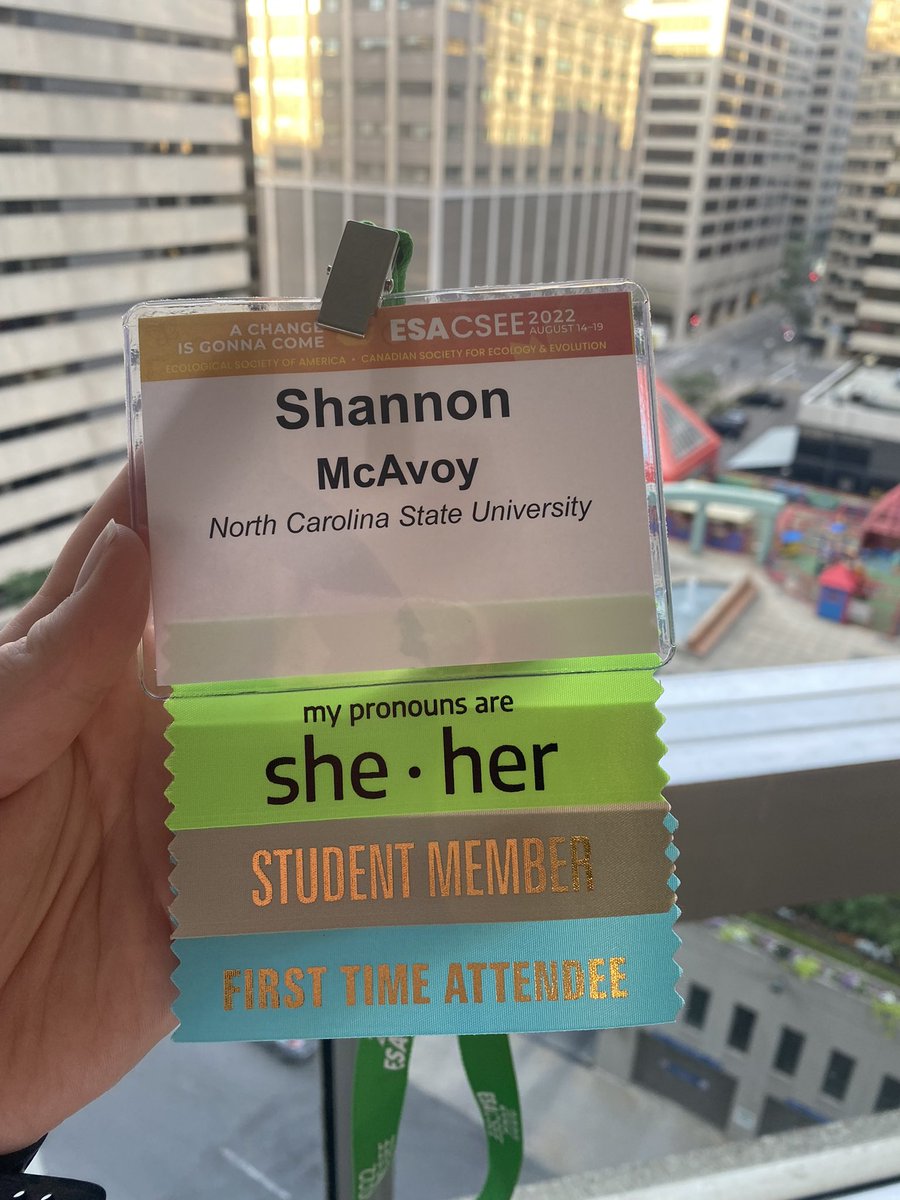 A CHANGE
IS GONNA COME
ESA CSEE 2022
AUGUST 14–19
ECOLOGICAL SOCIETY OF AMERICA • CANADIAN SOCIETY FOR ECOLOGY & EVOLUTION
Shannon
McAvoy
North Carolina State University
my pronouns are
she · her
STUDENT MEMBER
FIRST TIME ATTENDEE
ESA